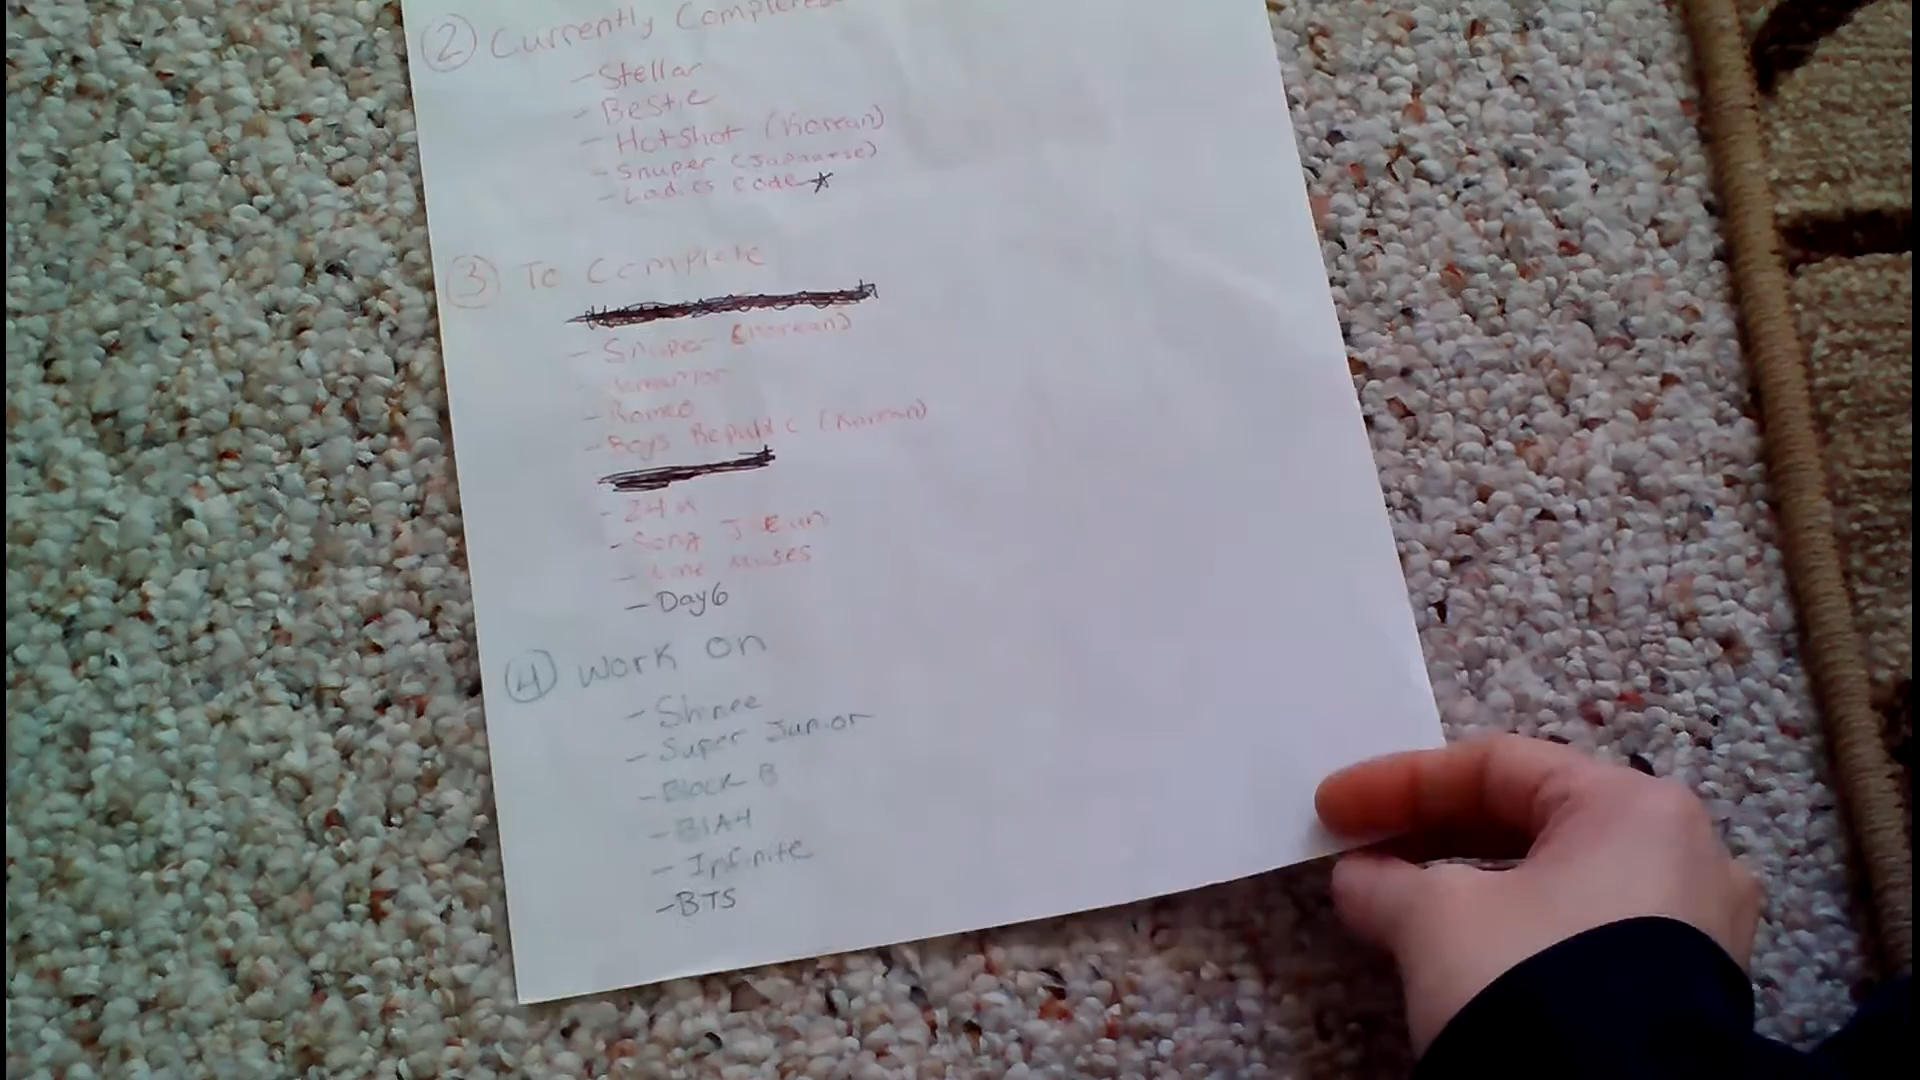 ② Currently Completed
- Stellar
- Bestie
- Hotshot (Korean)
- Snuper (Japanese)
- Ladies Code ☆
③ To Complete
- Snuper (Korean)
- Romeo
- Boys Republic (Korean)
- 24K
- Song J Eun
- Nine Muses
- Day6
④ Work On
- Shinee
- Super Junior
- Block B
- B1A4
- Infinite
- BTS